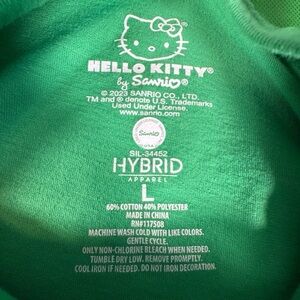 HELLO KITTY®
by Sanrio®
© 2023 SANRIO CO., LTD.
TM and ® denote U.S. Trademarks
Used Under License.
www.sanrio.com
Sanrio
SIL-34452
HYBRID
APPAREL
L
60% COTTON 40% POLYESTER
MADE IN CHINA
RN#117508
MACHINE WASH COLD WITH LIKE COLORS.
GENTLE CYCLE.
ONLY NON-CHLORINE BLEACH WHEN NEEDED.
TUMBLE DRY LOW. REMOVE PROMPTLY.
COOL IRON IF NEEDED. DO NOT IRON DECORATION.